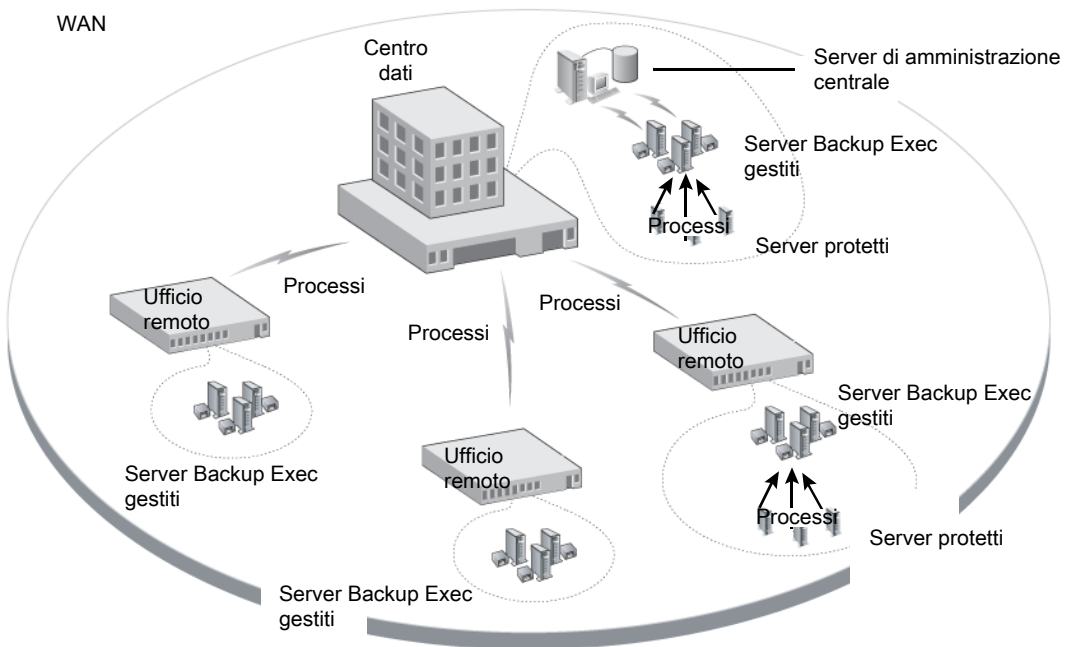 WAN
Centro
dati
Server di amministrazione
centrale
Server Backup Exec
gestiti
Processi
Server protetti
Processi
Processi
Processi
Ufficio
remoto
Ufficio
remoto
Server Backup Exec
gestiti
Server Backup Exec
gestiti
Ufficio
remoto
Processi
Server protetti
Server Backup Exec
gestiti